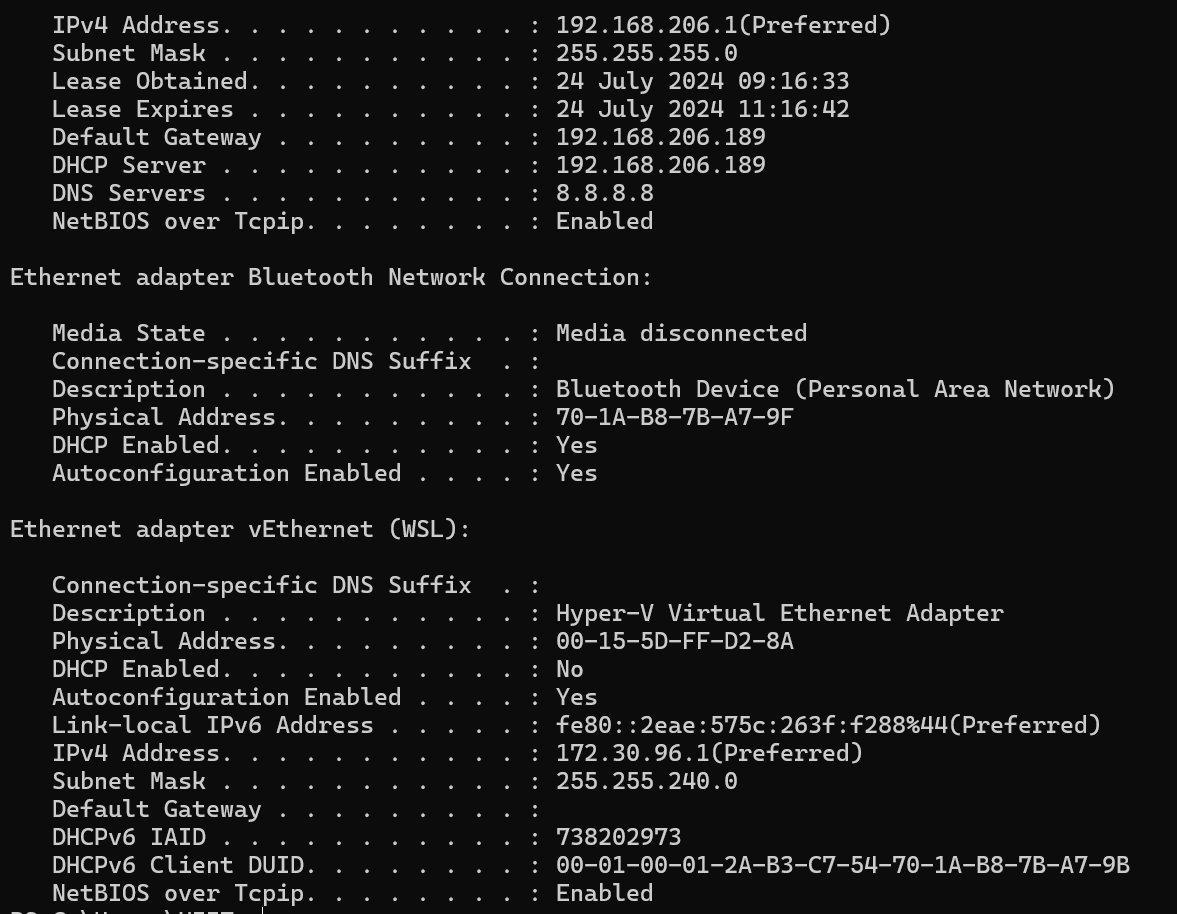 IPv4 Address. . . . . . . . . . . : 192.168.206.1(Preferred)
Subnet Mask . . . . . . . . . . . : 255.255.255.0
Lease Obtained. . . . . . . . . . : 24 July 2024 09:16:33
Lease Expires . . . . . . . . . . : 24 July 2024 11:16:42
Default Gateway . . . . . . . . . : 192.168.206.189
DHCP Server . . . . . . . . . . . : 192.168.206.189
DNS Servers . . . . . . . . . . . : 8.8.8.8
NetBIOS over Tcpip. . . . . . . . : Enabled
Ethernet adapter Bluetooth Network Connection:
Media State . . . . . . . . . . . : Media disconnected
Connection-specific DNS Suffix  . :
Description . . . . . . . . . . . : Bluetooth Device (Personal Area Network)
Physical Address. . . . . . . . . : 70-1A-B8-7B-A7-9F
DHCP Enabled. . . . . . . . . . . : Yes
Autoconfiguration Enabled . . . . : Yes
Ethernet adapter vEthernet (WSL):
Connection-specific DNS Suffix  . :
Description . . . . . . . . . . . : Hyper-V Virtual Ethernet Adapter
Physical Address. . . . . . . . . : 00-15-5D-FF-D2-8A
DHCP Enabled. . . . . . . . . . . : No
Autoconfiguration Enabled . . . . : Yes
Link-local IPv6 Address . . . . . : fe80::2eae:575c:263f:f288%44(Preferred)
IPv4 Address. . . . . . . . . . . : 172.30.96.1(Preferred)
Subnet Mask . . . . . . . . . . . : 255.255.240.0
Default Gateway . . . . . . . . . :
DHCPv6 IAID . . . . . . . . . . . : 738202973
DHCPv6 Client DUID. . . . . . . . : 00-01-00-01-2A-B3-C7-54-70-1A-B8-7B-A7-9B
NetBIOS over Tcpip. . . . . . . . : Enabled